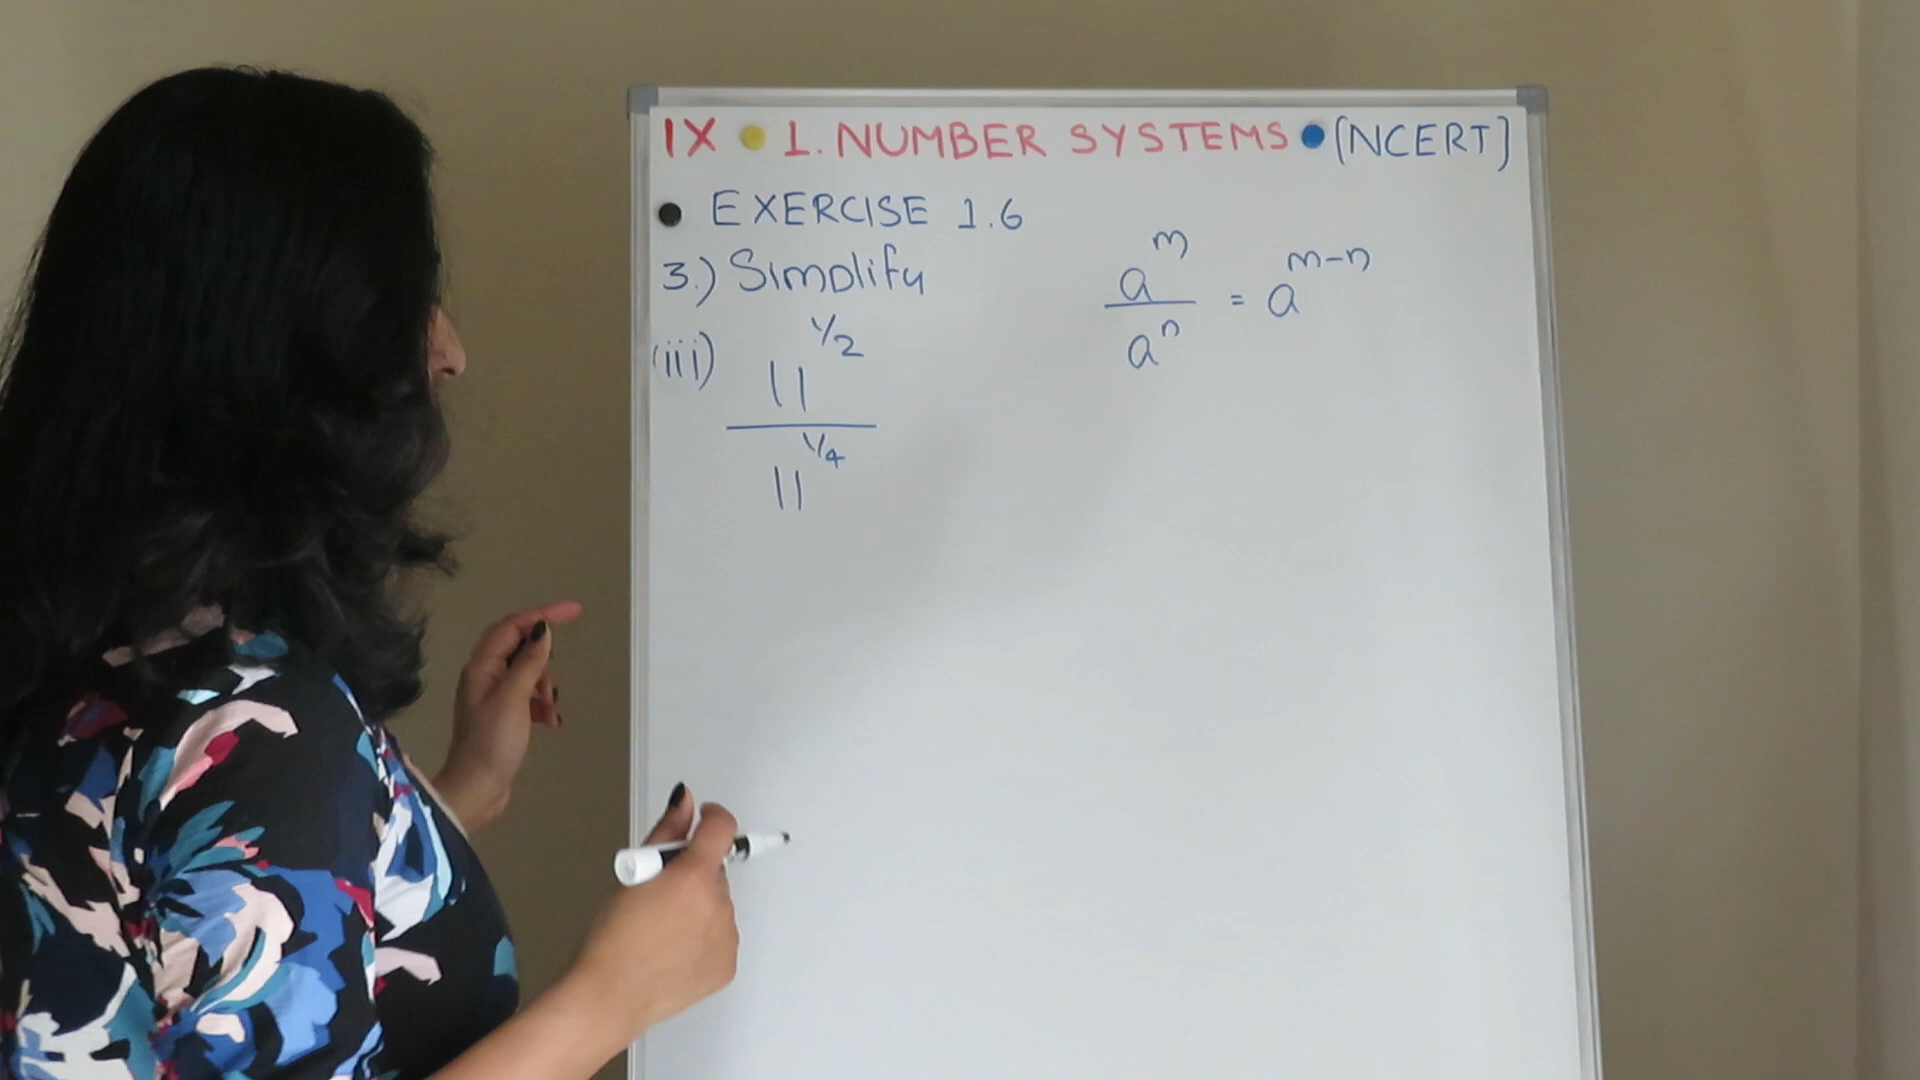 IX • 1. NUMBER SYSTEMS • [NCERT]
• EXERCISE 1.6
3.) Simplify
(iii) 11^1/2 / 11^1/4
a^m / a^n = a^m-n